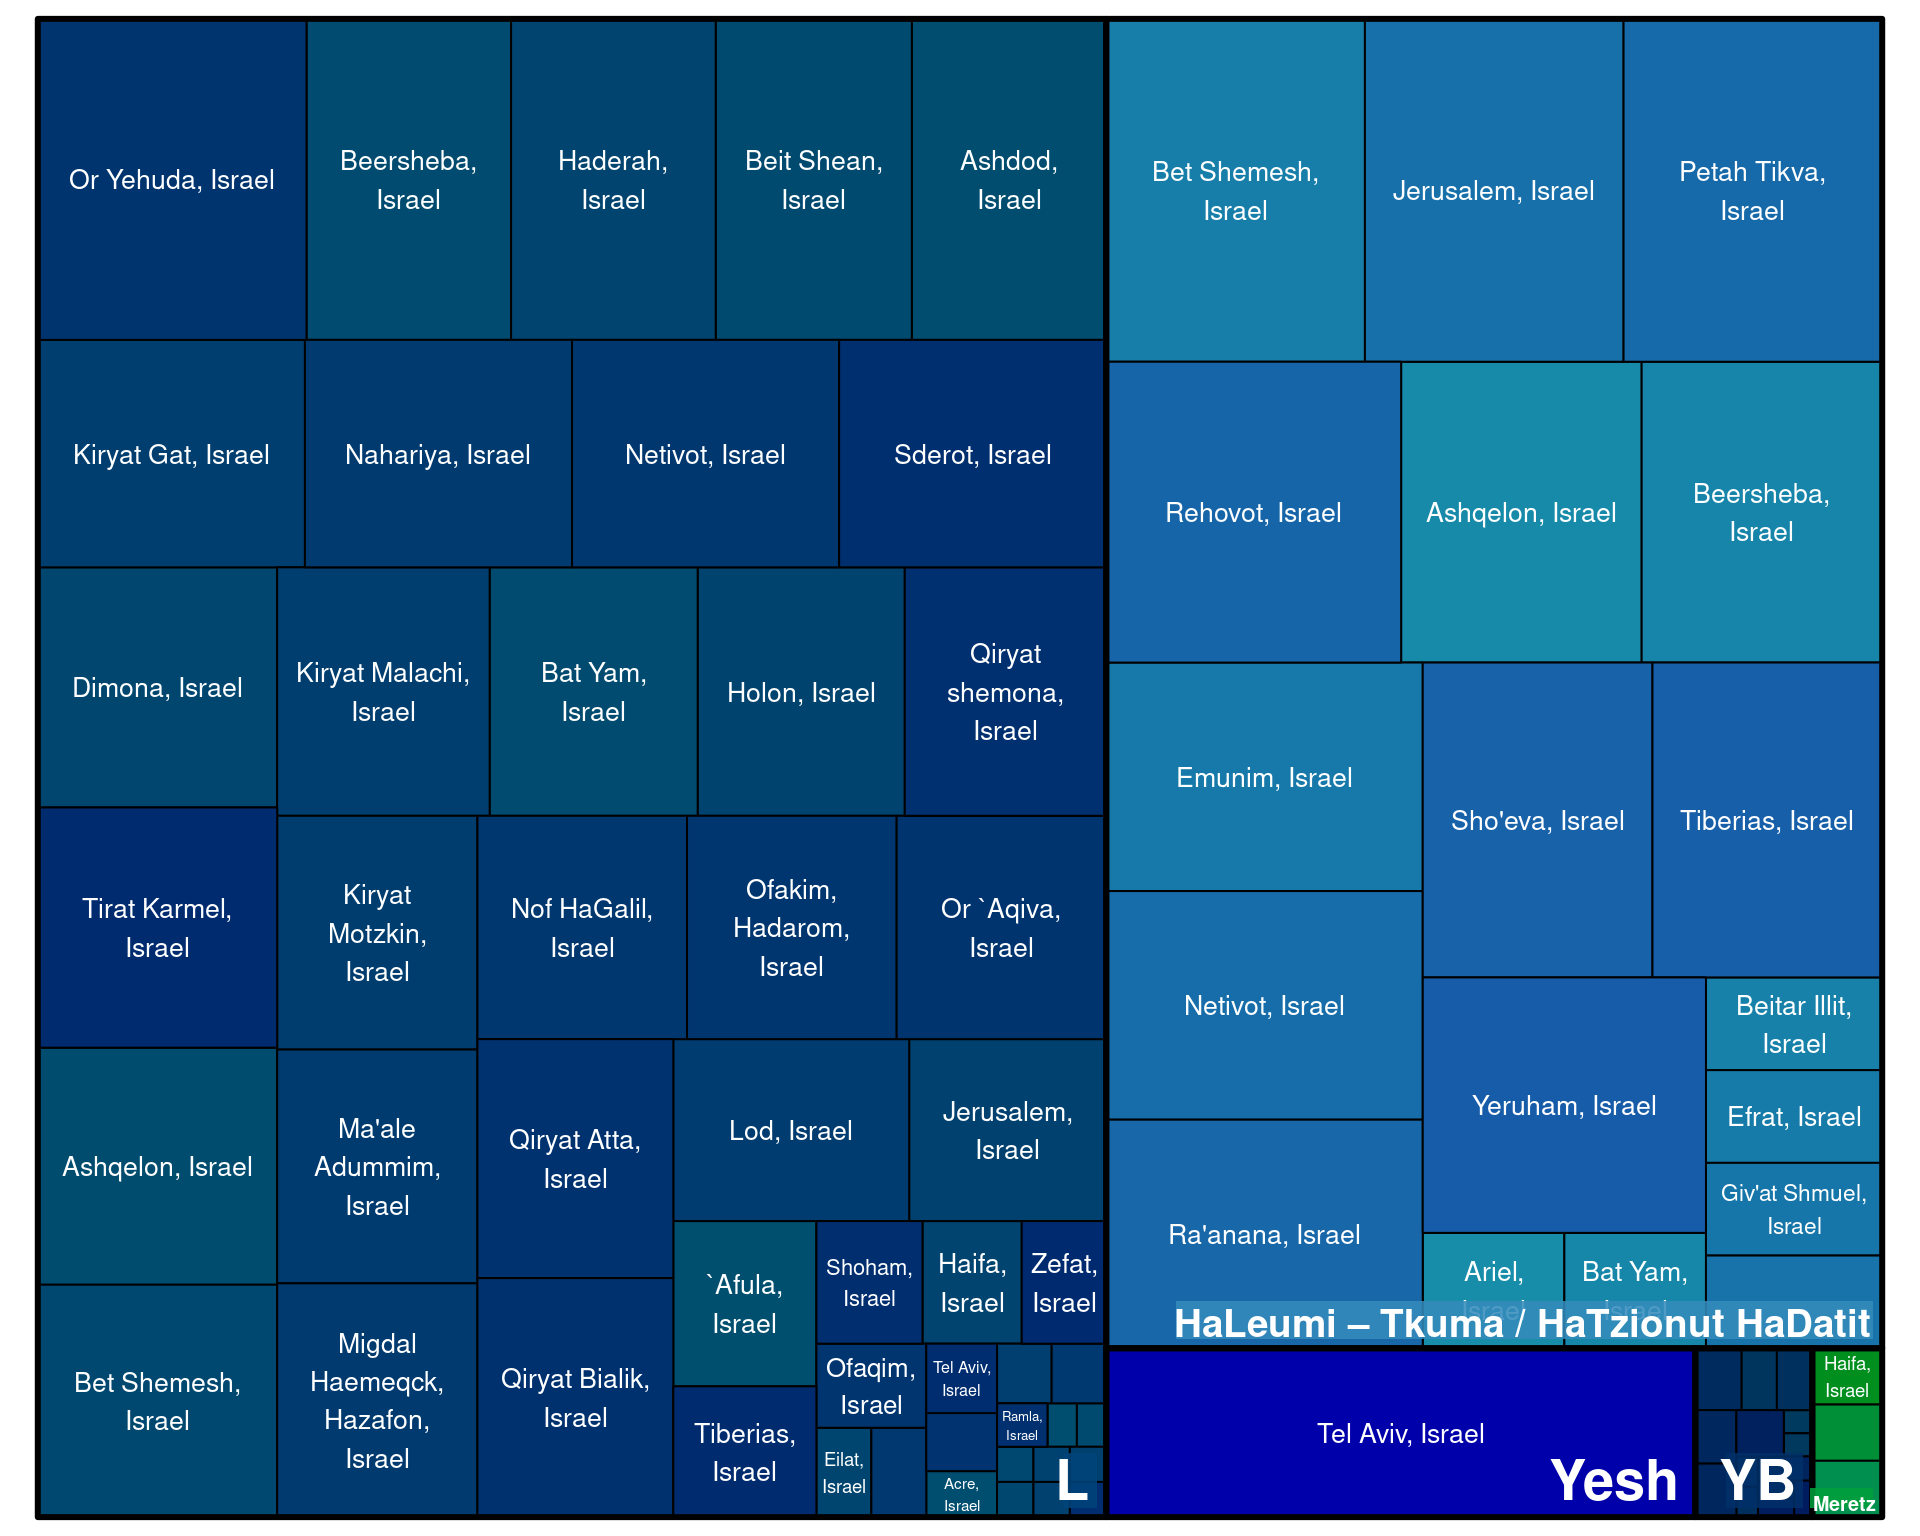 Or Yehuda, Israel
Beersheba,
Israel
Haderah,
Israel
Beit Shean,
Israel
Ashdod,
Israel
Kiryat Gat, Israel
Nahariya, Israel
Netivot, Israel
Sderot, Israel
Dimona, Israel
Kiryat Malachi,
Israel
Bat Yam,
Israel
Holon, Israel
Qiryat
shemona,
Israel
Tirat Karmel,
Israel
Kiryat
Motzkin,
Israel
Nof HaGalil,
Israel
Ofakim,
Hadarom,
Israel
Or `Aqiva,
Israel
Ashqelon, Israel
Ma'ale
Adummim,
Israel
Qiryat Atta,
Israel
Lod, Israel
Jerusalem,
Israel
Bet Shemesh,
Israel
Migdal
Haemeqck,
Hazafon,
Israel
Qiryat Bialik,
Israel
`Afula,
Israel
Tiberias,
Israel
Shoham,
Israel
Haifa,
Israel
Zefat,
Israel
Ofaqim,
Israel
Tel Aviv,
Israel
Eilat,
Israel
Acre,
Israel
Ramla,
Israel
L
Bet Shemesh,
Israel
Jerusalem, Israel
Petah Tikva,
Israel
Rehovot, Israel
Ashqelon, Israel
Beersheba,
Israel
Emunim, Israel
Sho'eva, Israel
Tiberias, Israel
Netivot, Israel
Ra'anana, Israel
Yeruham, Israel
Beitar Illit,
Israel
Efrat, Israel
Giv'at Shmuel,
Israel
Ariel,
Israel
Bat Yam,
Israel
HaLeumi – Tkuma / HaTzionut HaDatit
Tel Aviv, Israel
Yesh
YB
Haifa,
Israel
Meretz